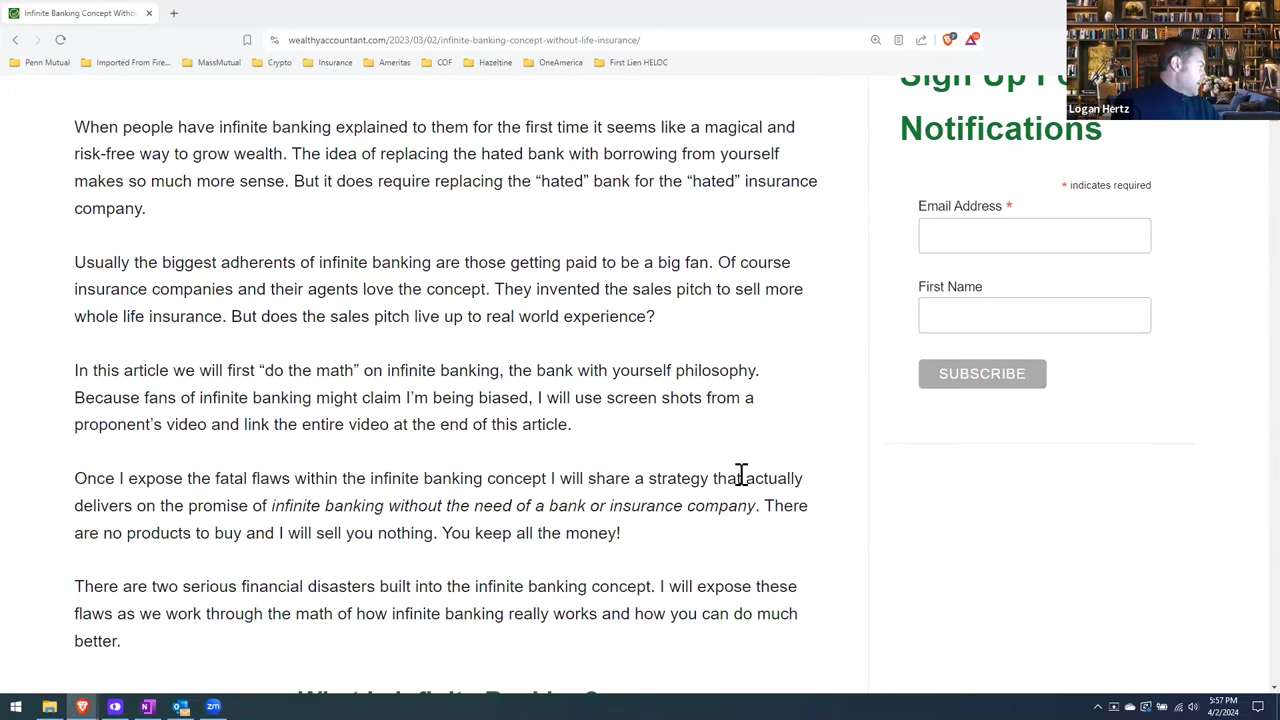 Infinite Banking Concept Withou
wealthyaccountant.com/2023/03/02/infinite-banking-concept-without-life-insurance/
Penn Mutual
Imported From Fire...
MassMutual
Crypto
Insurance
Ameritas
COF
Hazeltine
OneAmerica
First Lien HELOC
Logan Hertz
When people have infinite banking explained to them for the first time it seems like a magical and
risk-free way to grow wealth. The idea of replacing the hated bank with borrowing from yourself
makes so much more sense. But it does require replacing the “hated” bank for the “hated” insurance
company.
Usually the biggest adherents of infinite banking are those getting paid to be a big fan. Of course
insurance companies and their agents love the concept. They invented the sales pitch to sell more
whole life insurance. But does the sales pitch live up to real world experience?
In this article we will first “do the math” on infinite banking, the bank with yourself philosophy.
Because fans of infinite banking might claim I’m being biased, I will use screen shots from a
proponent’s video and link the entire video at the end of this article.
Once I expose the fatal flaws within the infinite banking concept I will share a strategy that actually
delivers on the promise of infinite banking without the need of a bank or insurance company. There
are no products to buy and I will sell you nothing. You keep all the money!
There are two serious financial disasters built into the infinite banking concept. I will expose these
flaws as we work through the math of how infinite banking really works and how you can do much
better.
Sign Up
Notifications
* indicates required
Email Address *
First Name
SUBSCRIBE
zm
5:57 PM
4/2/2024